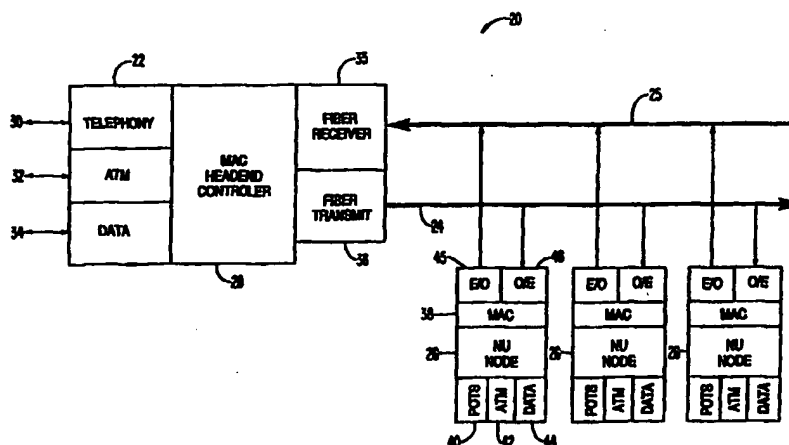 20
22
35
TELEPHONY
ATM
DATA
MAC
HEADEND
CONTROLER
FIBER
RECEIVER
FIBER
TRANSMIT
30
32
34
25
24
28
36
45
46
E/O
O/E
MAC
NU
NODE
POTS
ATM
DATA
38
26
40
42
44
E/O
O/E
MAC
NU
NODE
POTS
ATM
DATA
26
E/O
O/E
MAC
NU
NODE
POTS
ATM
DATA